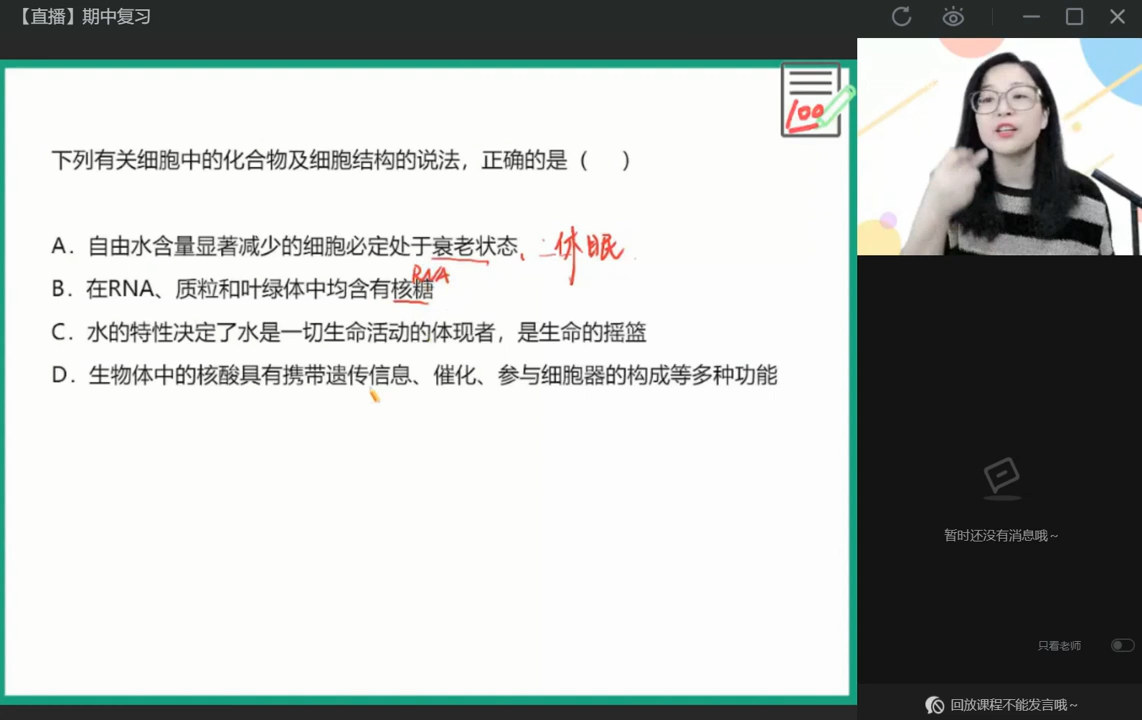 【直播】期中复习
100
下列有关细胞中的化合物及细胞结构的说法，正确的是（ ）
A．自由水含量显著减少的细胞必定处于衰老状态、休眠
RNA
B．在RNA、质粒和叶绿体中均含有核糖
C．水的特性决定了水是一切生命活动的体现者，是生命的摇篮
D．生物体中的核酸具有携带遗传信息、催化、参与细胞器的构成等多种功能
暂时还没有消息哦～
只看老师
回放课程不能发言哦～